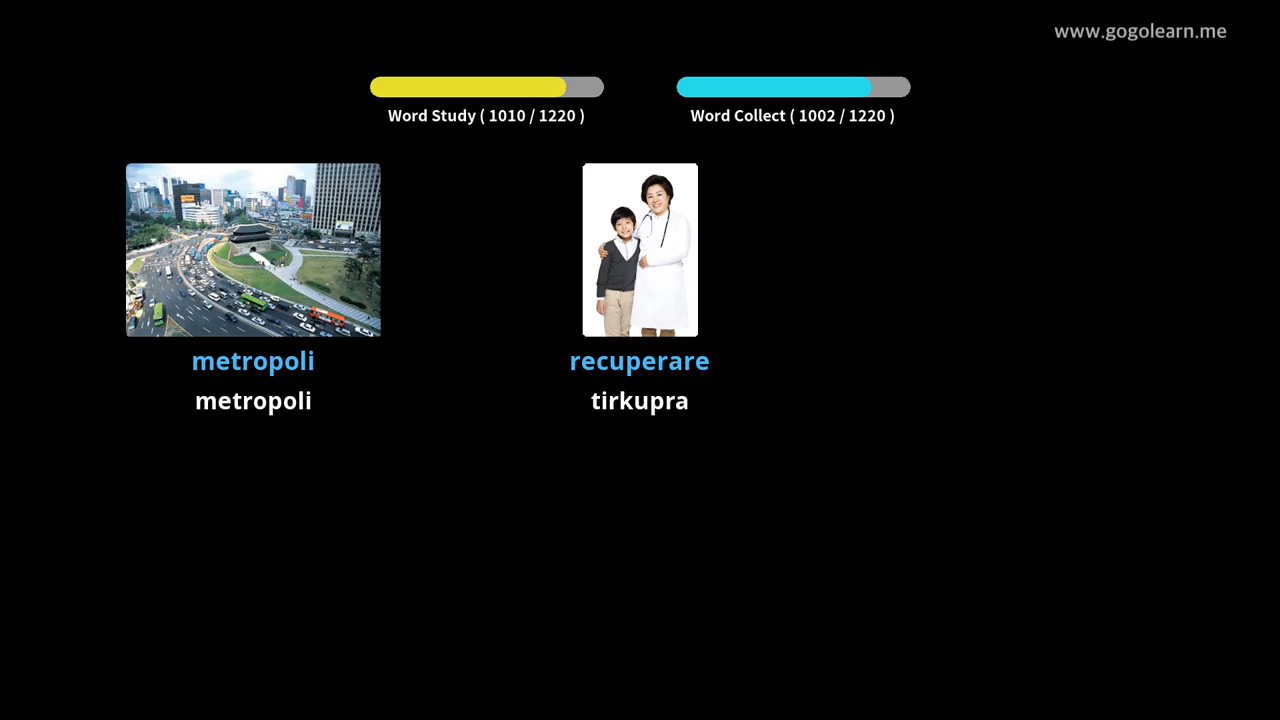 www.gogolearn.me
Word Study ( 1010 / 1220 )
Word Collect ( 1002 / 1220 )
metropoli
metropoli
recuperare
tirkupra